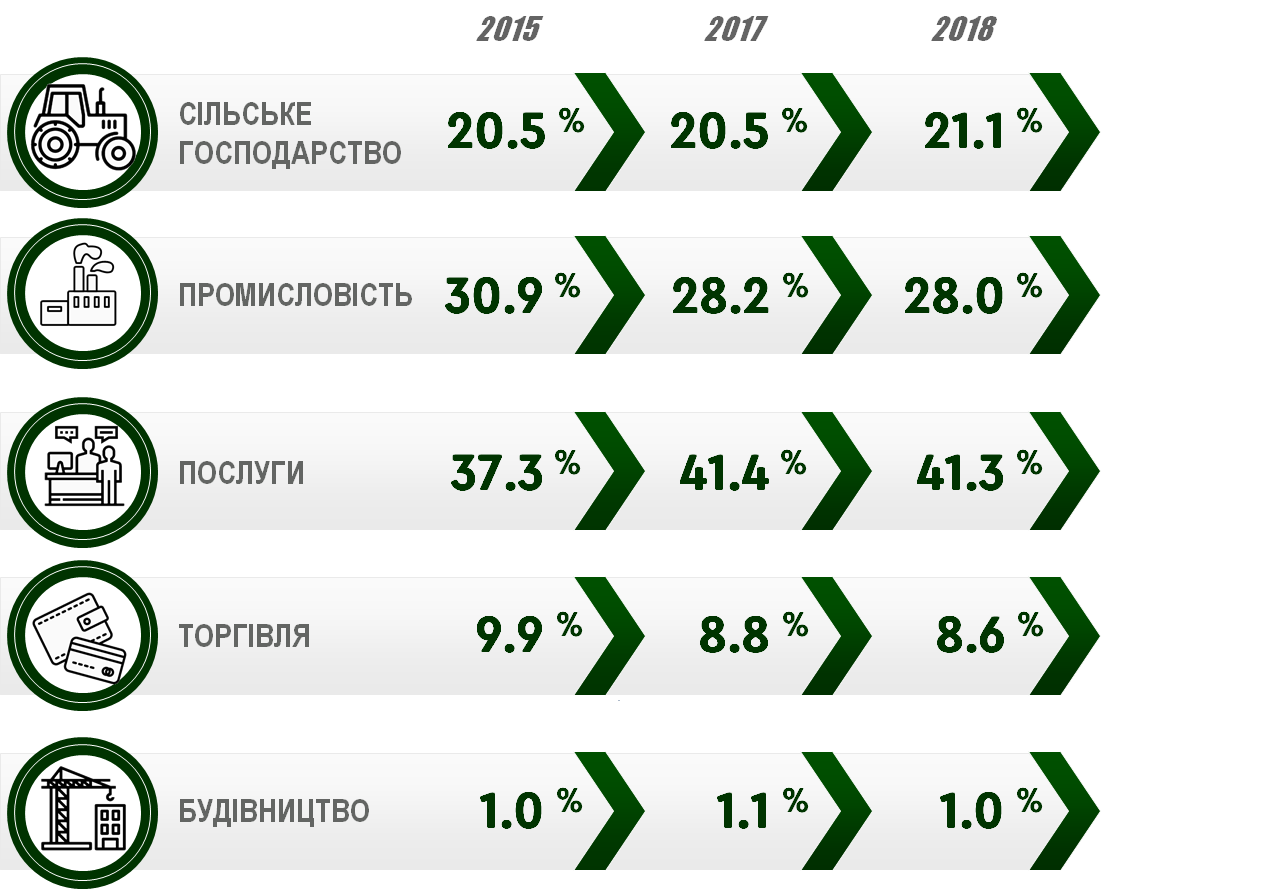 2015 2017 2018
СІЛЬСЬКЕ
ГОСПОДАРСТВО
20.5 % 20.5 % 21.1 %
ПРОМИСЛОВІСТЬ 30.9 % 28.2 % 28.0 %
ПОСЛУГИ 37.3 % 41.4 % 41.3 %
ТОРГІВЛЯ 9.9 % 8.8 % 8.6 %
БУДІВНИЦТВО 1.0 % 1.1 % 1.0 %